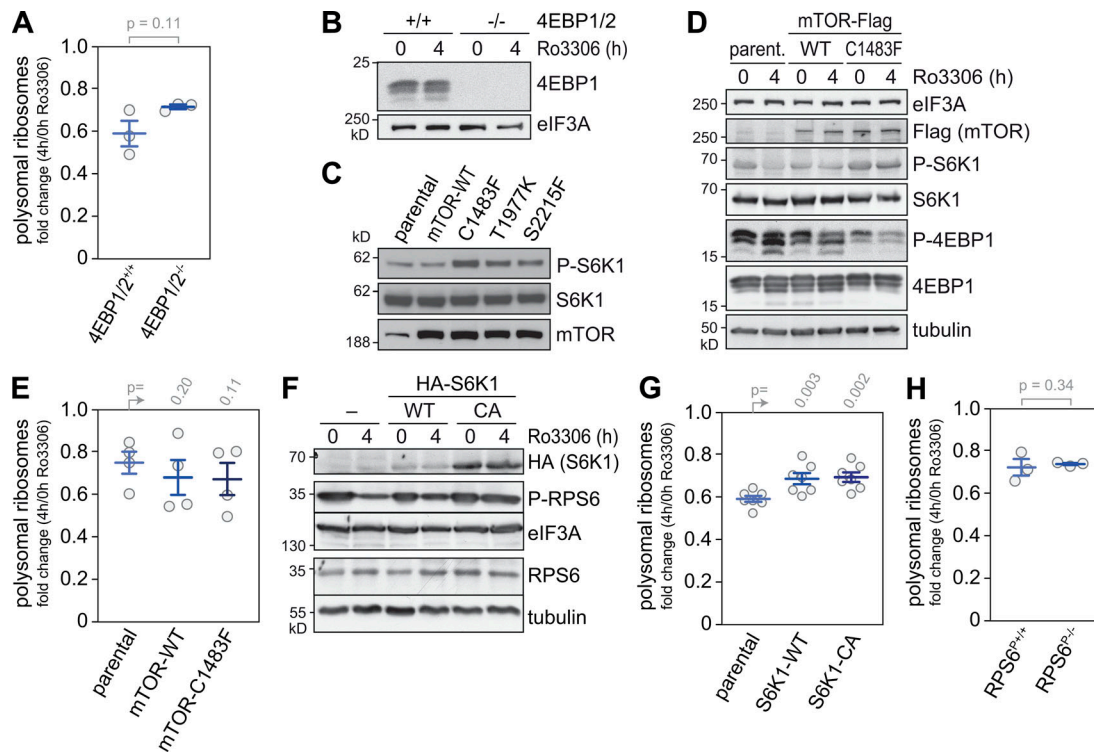 A
p = 0.11
polysomal ribosomes
fold change (4h/0h Ro3306)
1.0
0.8
0.6
0.4
0.2
0
4EBP1/2+/+
4EBP1/2-/-
B
+/+ -/- 4EBP1/2
0 4 0 4 Ro3306 (h)
25
4EBP1
250
kD
eIF3A
C
parental
mTOR-WT
C1483F
T1977K
S2215F
kD
62
P-S6K1
62
S6K1
188
mTOR
D
mTOR-Flag
parent. WT C1483F
0 4 0 4 0 4 Ro3306 (h)
250
eIF3A
250
Flag (mTOR)
70
P-S6K1
70
S6K1
P-4EBP1
15
4EBP1
15
50
kD
tubulin
E
p=
0.20
0.11
polysomal ribosomes
fold change (4h/0h Ro3306)
1.0
0.8
0.6
0.4
0.2
0
parental
mTOR-WT
mTOR-C1483F
F
HA-S6K1
– WT CA
0 4 0 4 0 4 Ro3306 (h)
70
HA (S6K1)
35
P-RPS6
eIF3A
130
35
RPS6
55
kD
tubulin
G
p=
0.003
0.002
polysomal ribosomes
fold change (4h/0h Ro3306)
1.0
0.8
0.6
0.4
0.2
0
parental
S6K1-WT
S6K1-CA
H
p = 0.34
polysomal ribosomes
fold change (4h/0h Ro3306)
1.0
0.8
0.6
0.4
0.2
0
RPS6P+/+
RPS6P-/-